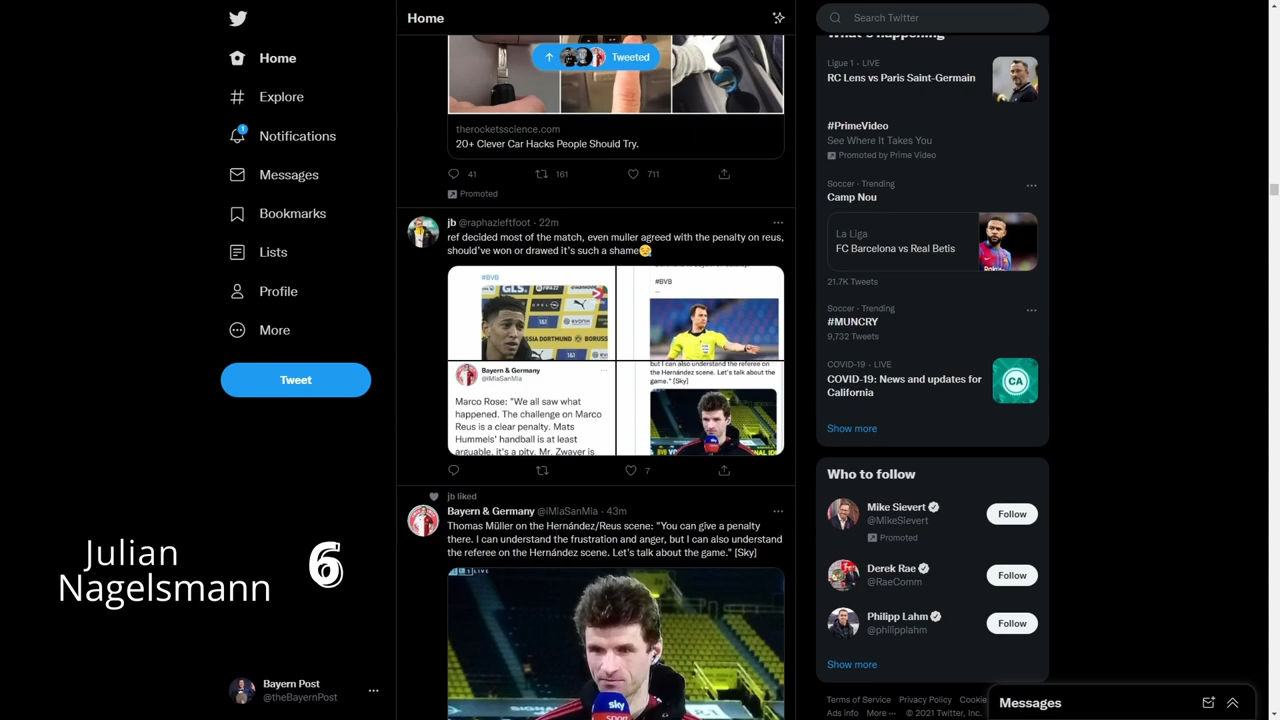 Home
Explore
Notifications
1
Messages
Bookmarks
Lists
Profile
More
Tweet
Julian
Nagelsmann
6
Bayern Post
@theBayernPost
Home
Tweeted
therocketsscience.com
20+ Clever Car Hacks People Should Try.
41 161 711
Promoted
jb @raphazleftfoot · 22m
ref decided most of the match, even muller agreed with the penalty on reus,
should've won or drawed it's such a shame
#BVB
#BVB
Bayern & Germany
@iMiaSanMia
Marco Rose: "We all saw what
happened. The challenge on Marco
Reus is a clear penalty. Mats
Hummels' handball is at least
arguable, it's a pity. Mr. Zwayer is
but I can also understand the referee on the
Hernández scene. Let's talk about the
game." [Sky]
7
jb liked
Bayern & Germany @iMiaSanMia · 43m
Thomas Müller on the Hernández/Reus scene: "You can give a penalty
there. I can understand the frustration and anger, but I can also understand
the referee on the Hernández scene. Let's talk about the game." [Sky]
sky
sport
Search Twitter
What's happening
Ligue 1 · LIVE
RC Lens vs Paris Saint-Germain
#PrimeVideo
See Where It Takes You
Promoted by Prime Video
Soccer · Trending
Camp Nou
La Liga
FC Barcelona vs Real Betis
21.7K Tweets
Soccer · Trending
#MUNCRY
9,732 Tweets
COVID-19 · LIVE
COVID-19: News and updates for
California
CA
Show more
Who to follow
Mike Sievert
@MikeSievert
Promoted
Follow
Derek Rae
@RaeComm
Follow
Philipp Lahm
@philipplahm
Follow
Show more
Terms of Service Privacy Policy Cookie
Ads info More ··· © 2021 Twitter, Inc.
Messages